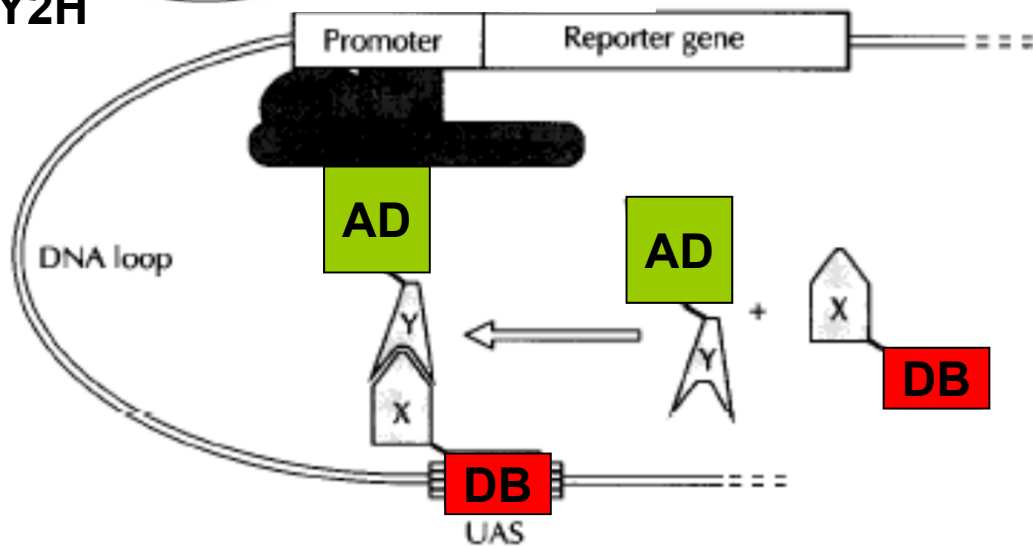 Y2H
Promoter
Reporter gene
AD
AD
DNA loop
Y
+
X
Y
DB
X
DB
UAS